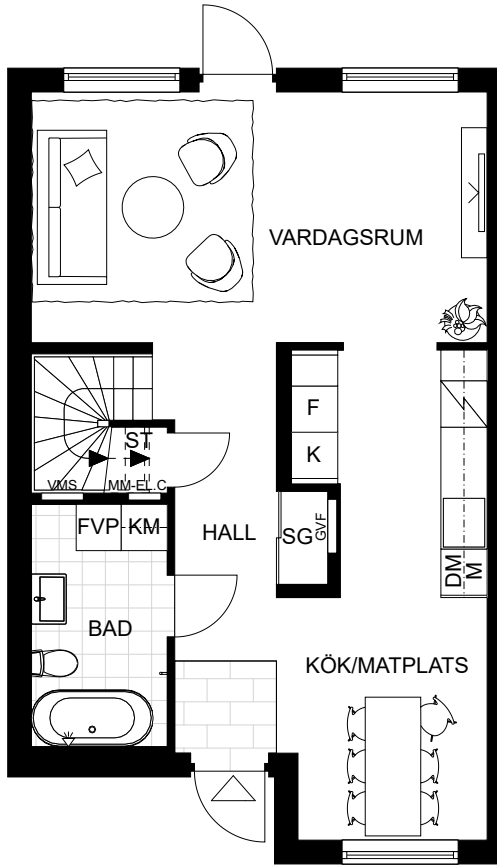 VARDAGSRUM
F
K
ST
VMS
MM-EL.C
FVP
KM
HALL
SG
GVF
DM
M
BAD
KÖK/MATPLATS